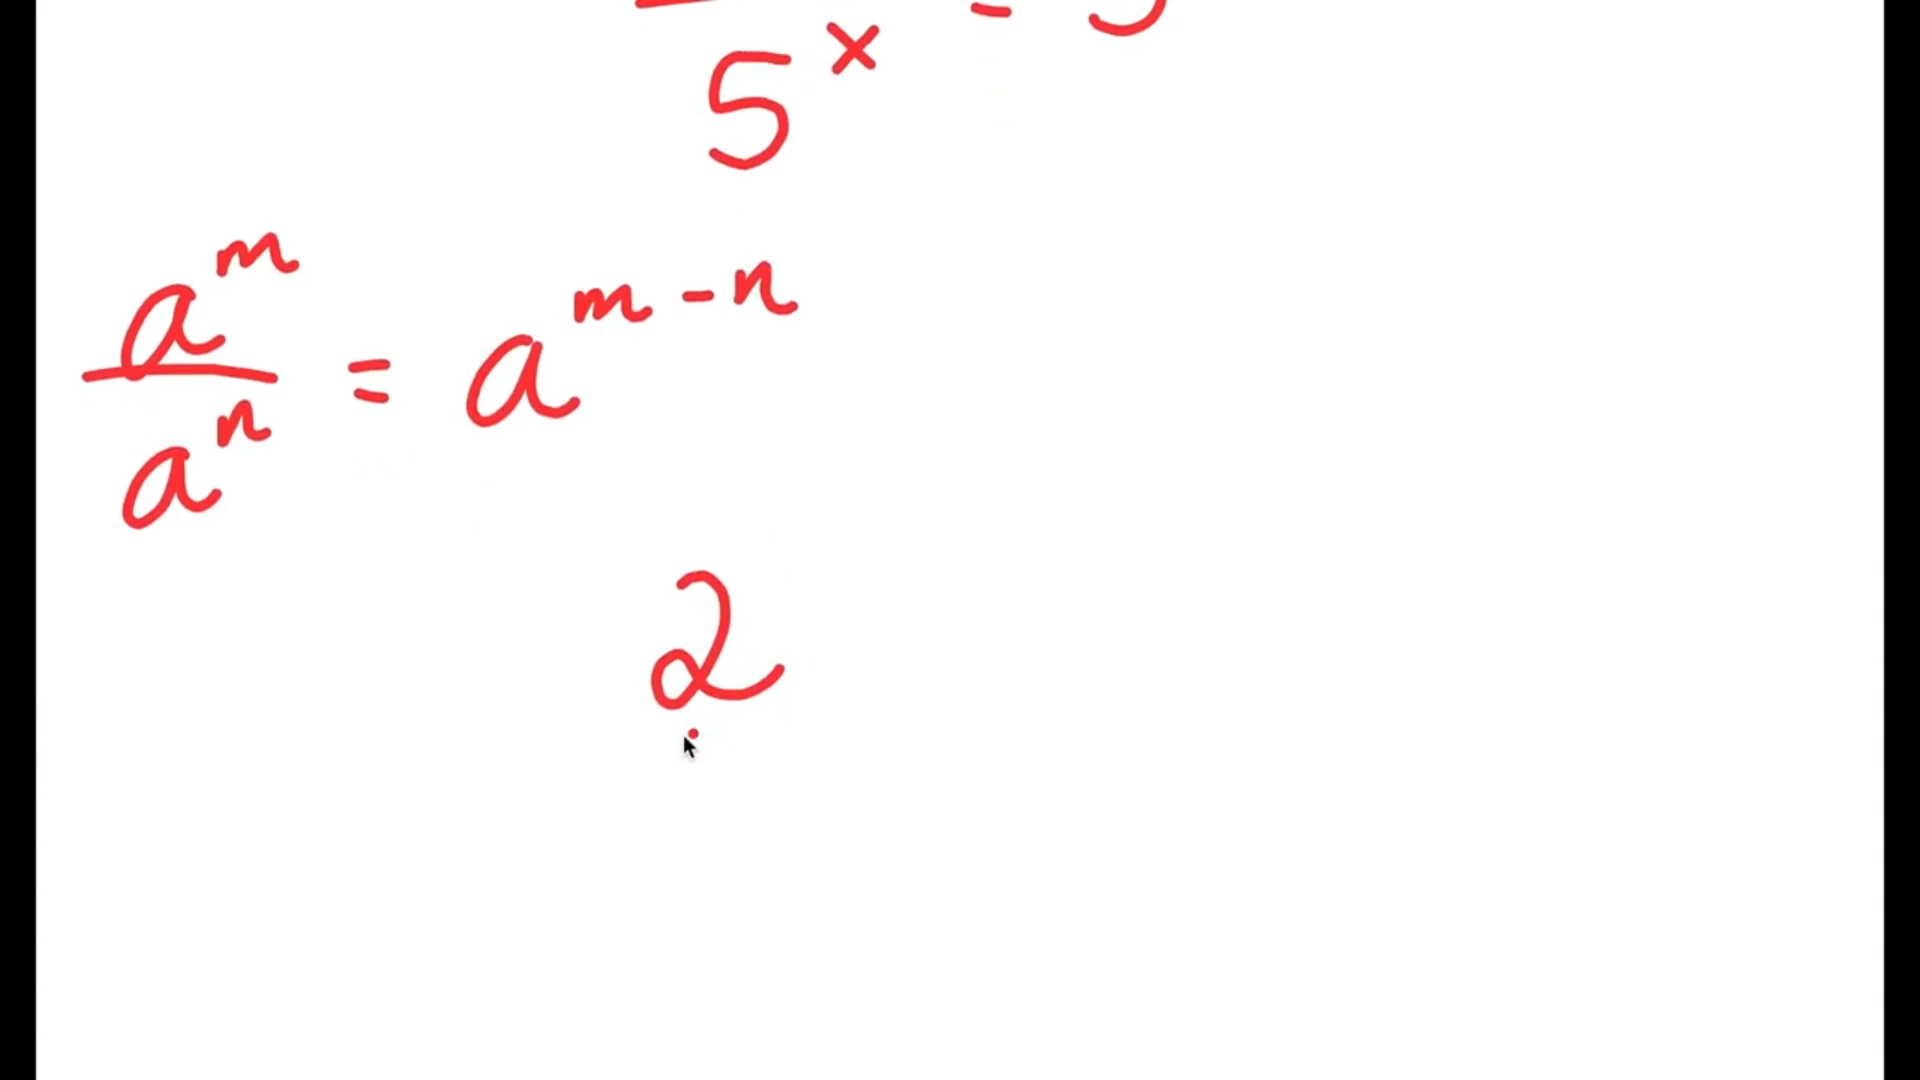 5^x =
a^m / a^n = a^(m-n)
2